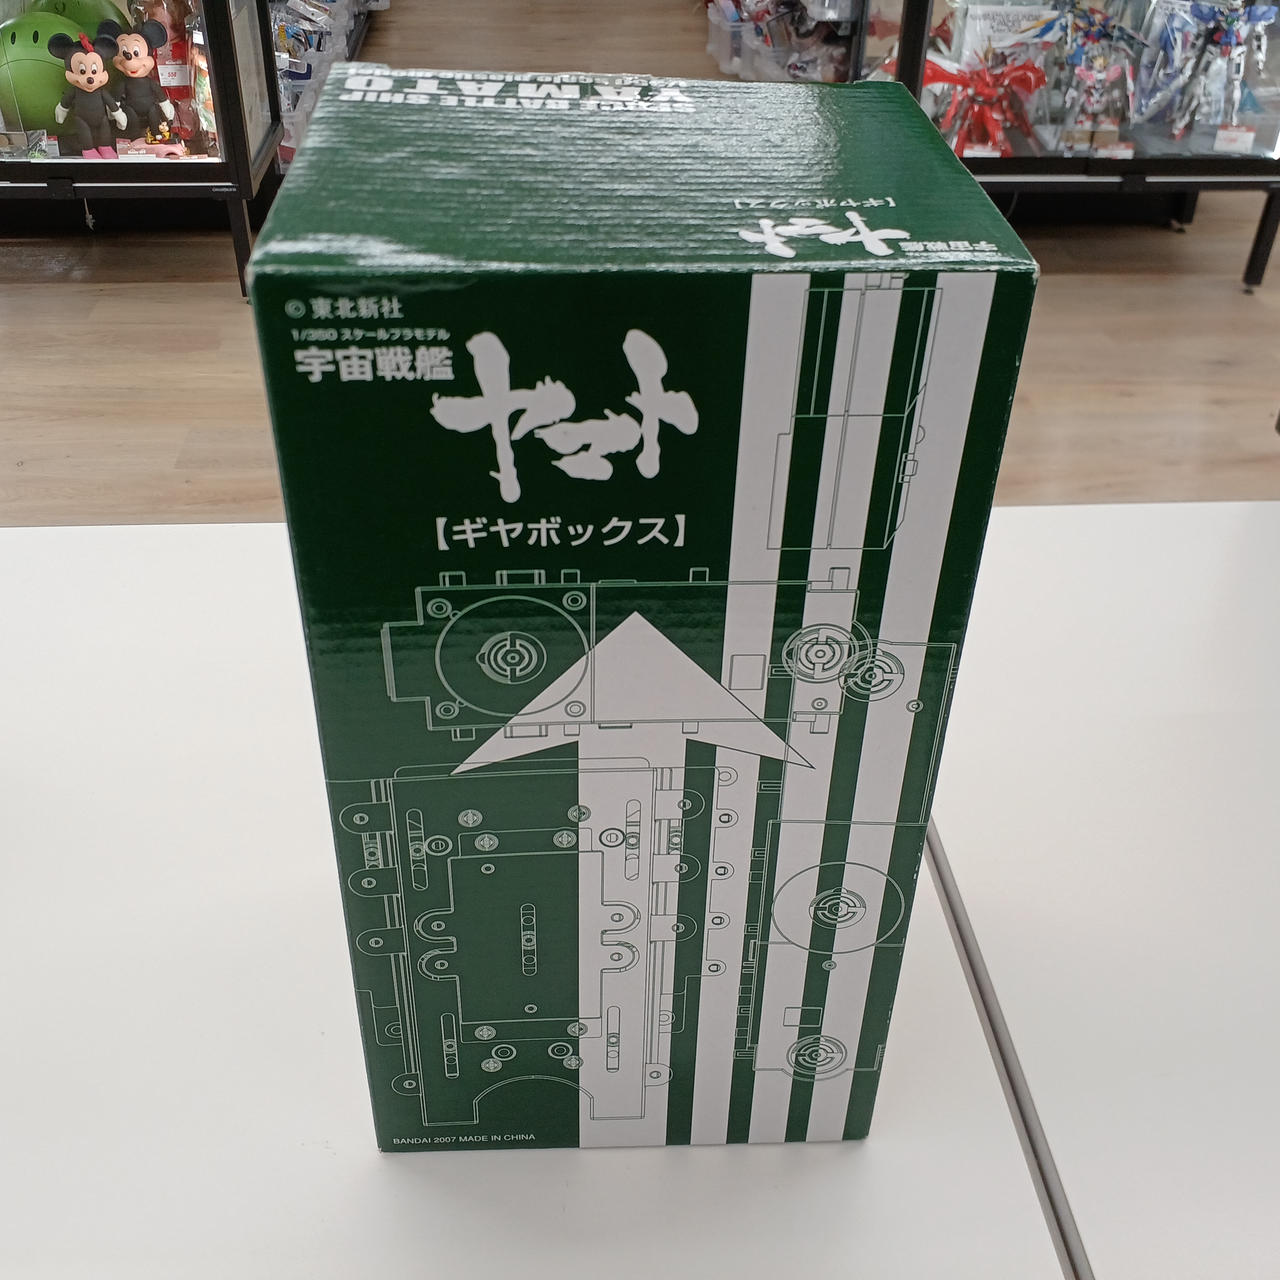 SPACE BATTLE SHIP
YAMATO
【ギヤボックス】
宇宙戦艦
ヤマト
© 東北新社
1/350 スケールプラモデル
宇宙戦艦
ヤマト
【ギヤボックス】
BANDAI 2007 MADE IN CHINA